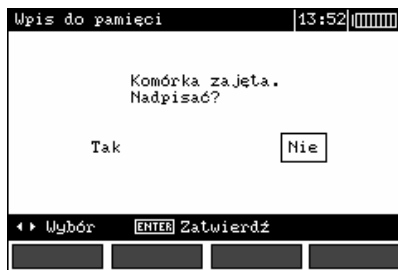 Wpis do pamięci 13:52
Komórka zajęta.
Nadpisać?
Tak Nie
Wybór ENTER Zatwierdź